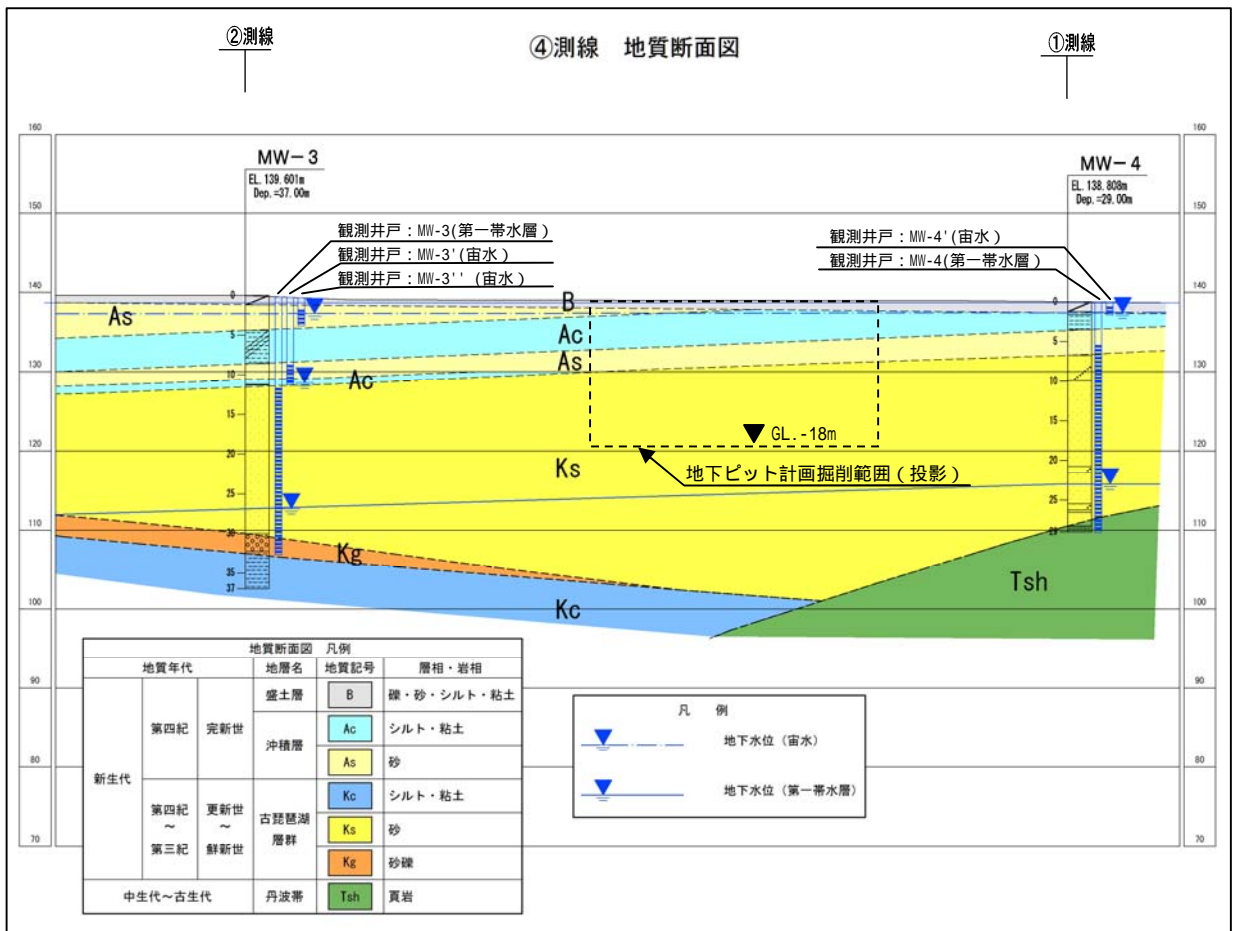 ②測線
④測線 地質断面図
①測線
160
160
MW-3
EL. 139.601m
Dep. =37.00m
MW-4
EL. 138.808m
Dep. =29.00m
150
150
観測井戸：MW-3(第一帯水層)
観測井戸：MW-3'(宙水)
観測井戸：MW-3''(宙水)
観測井戸：MW-4'(宙水)
観測井戸：MW-4(第一帯水層)
140
140
0
B
0
As
5
Ac
5
130
As
130
10
Ac
10
15
GL.-18m
15
120
120
20
Ks
地下ピット計画掘削範囲(投影)
20
25
25
110
110
30
29
Kg
35
Tsh
37
100
Kc
100
地質断面図 凡例
地質年代 地層名 地質記号 層相・岩相
盛土層 B 礫・砂・シルト・粘土
新生代 第四紀 完新世 沖積層 Ac シルト・粘土
As 砂
第四紀～第三紀 更新世～鮮新世 古琵琶湖層群 Kc シルト・粘土
Ks 砂
Kg 砂礫
中生代～古生代 丹波帯 Tsh 頁岩
90
90
凡 例
地下水位(宙水)
地下水位(第一帯水層)
80
80
70
70